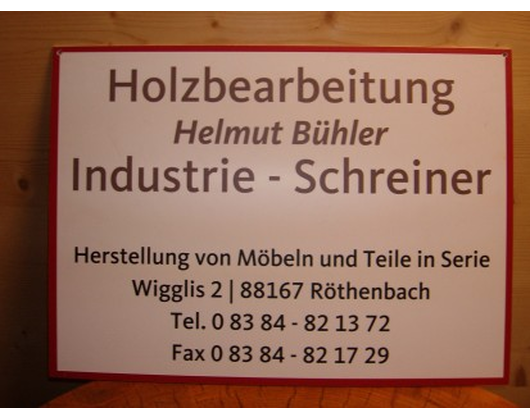 Holzbearbeitung
Helmut Bühler
Industrie - Schreiner
Herstellung von Möbeln und Teile in Serie
Wigglis 2 | 88167 Röthenbach
Tel. 0 83 84 - 82 13 72
Fax 0 83 84 - 82 17 29